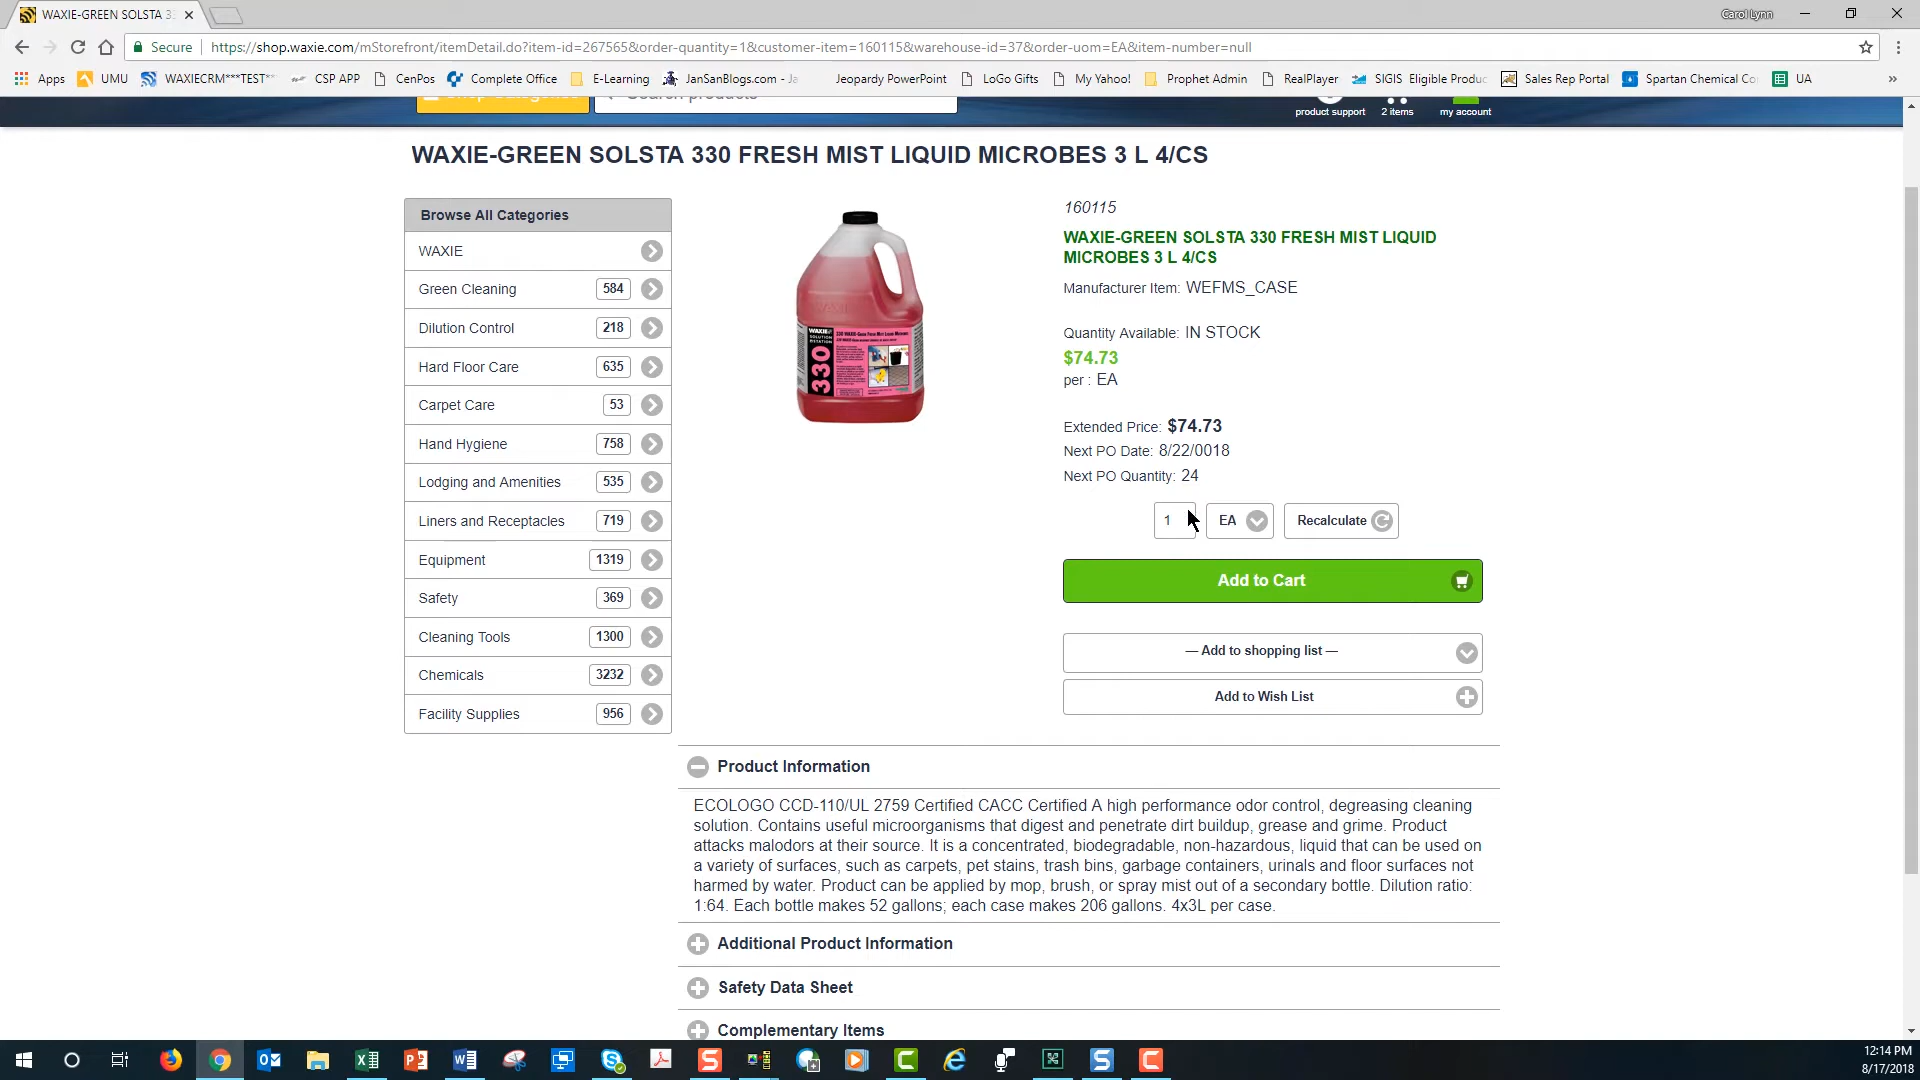 WAXIE-GREEN SOLSTA 33
Carol Lynn
Secure
https://shop.waxie.com/mStorefront/itemDetail.do?item-id=267565&order-quantity=1&customer-item=160115&warehouse-id=37&order-uom=EA&item-number=null
Apps UMU WAXIECRM***TEST** CSP APP CenPos Complete Office E-Learning JanSanBlogs.com - Ja Jeopardy PowerPoint LoGo Gifts My Yahoo! Prophet Admin RealPlayer SIGIS Eligible Produc Sales Rep Portal Spartan Chemical Co UA »
product support 2 items my account
WAXIE-GREEN SOLSTA 330 FRESH MIST LIQUID MICROBES 3 L 4/CS
Browse All Categories
WAXIE
Green Cleaning 584
Dilution Control 218
Hard Floor Care 635
Carpet Care 53
Hand Hygiene 758
Lodging and Amenities 535
Liners and Receptacles 719
Equipment 1319
Safety 369
Cleaning Tools 1300
Chemicals 3232
Facility Supplies 956
WAXIE
330
160115
WAXIE-GREEN SOLSTA 330 FRESH MIST LIQUID
MICROBES 3 L 4/CS
Manufacturer Item: WEFMS_CASE
Quantity Available: IN STOCK
$74.73
per : EA
Extended Price: $74.73
Next PO Date: 8/22/0018
Next PO Quantity: 24
1 EA Recalculate
Add to Cart
— Add to shopping list —
Add to Wish List
Product Information
ECOLOGO CCD-110/UL 2759 Certified CACC Certified A high performance odor control, degreasing cleaning
solution. Contains useful microorganisms that digest and penetrate dirt buildup, grease and grime. Product
attacks malodors at their source. It is a concentrated, biodegradable, non-hazardous, liquid that can be used on
a variety of surfaces, such as carpets, pet stains, trash bins, garbage containers, urinals and floor surfaces not
harmed by water. Product can be applied by mop, brush, or spray mist out of a secondary bottle. Dilution ratio:
1:64. Each bottle makes 52 gallons; each case makes 206 gallons. 4x3L per case.
Additional Product Information
Safety Data Sheet
Complementary Items
12:14 PM
8/17/2018